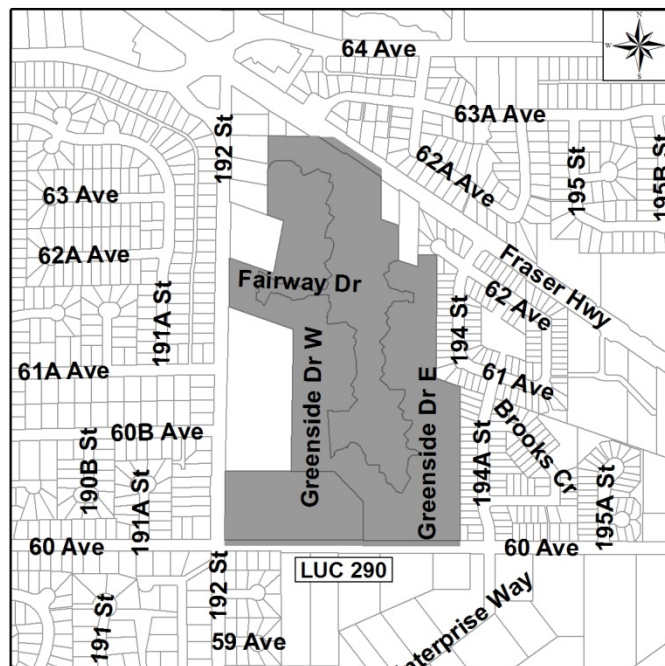 N
W
E
S
64 Ave
63A Ave
192 St
62A Ave
195 St
195B St
63 Ave
62A Ave
Fraser Hwy
Fairway Dr
62 Ave
191A St
194 St
61A Ave
Greenside Dr W
Greenside Dr E
61 Ave
60B Ave
Brooks Cr
190B St
191A St
194A St
195A St
60 Ave
60 Ave
LUC 290
192 St
191 St
59 Ave
Enterprise Way